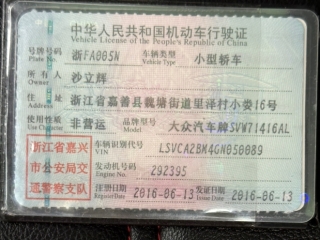 中华人民共和国机动车行驶证
Vehicle License of the People's Republic of China
号牌号码 浙FA005N 车辆类型 小型轿车
Plate No. Vehicle Type
所有人 沙立辉
Owner
住址 浙江省嘉善县魏塘街道里泽村小娄16号
Address
使用性质 非营运 品牌型号 大众汽车牌SVW71416AL
Use Character Model
浙江省嘉兴市公安局交通警察支队
车辆识别代号 LSVCA2BM4GN050089
VIN
发动机号码 292395
Engine No.
注册日期 2016-06-13 发证日期 2016-06-13
Register Date Issue Date